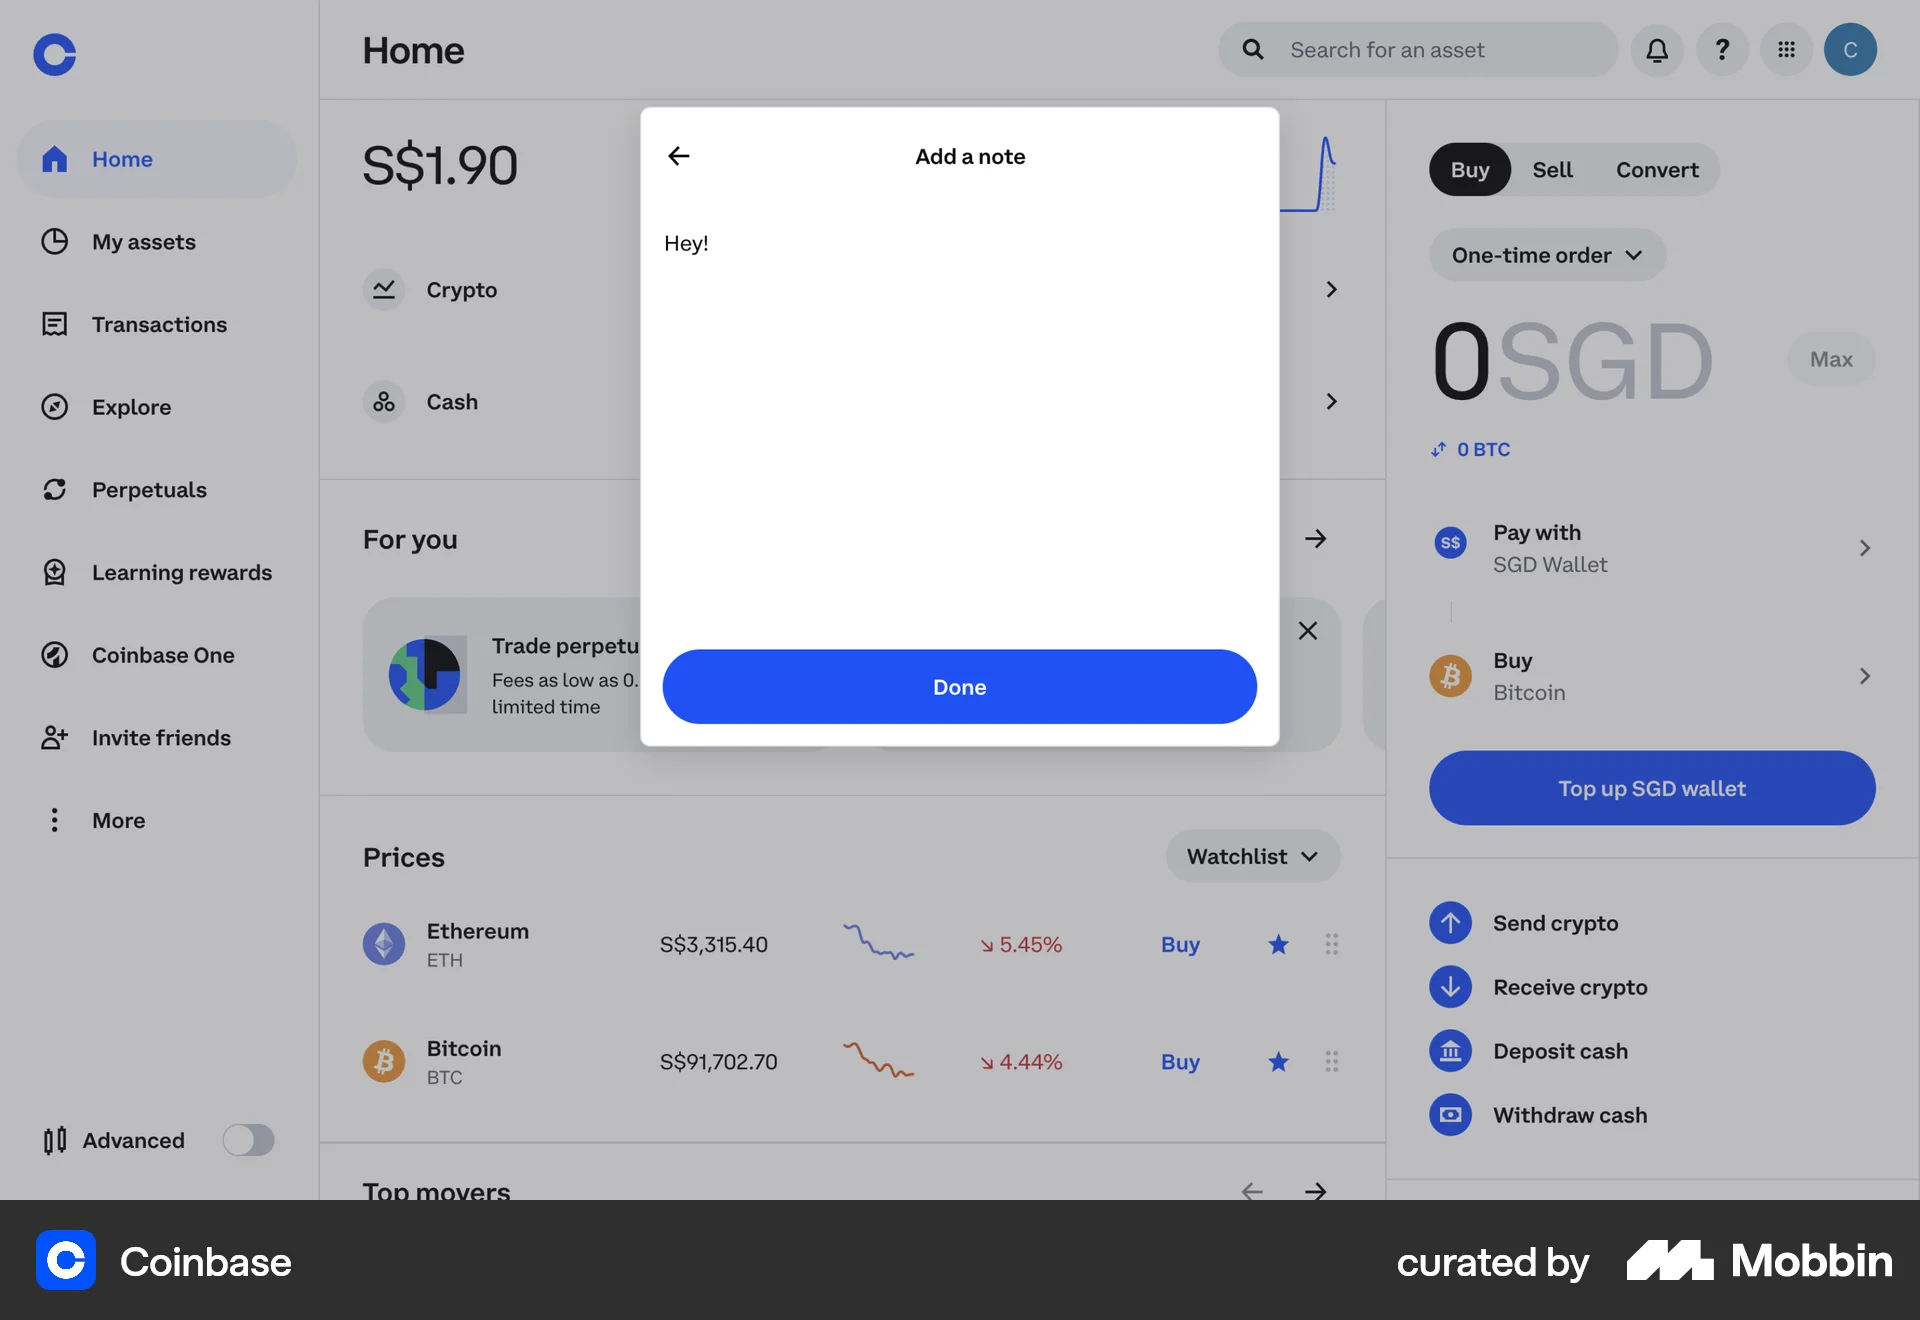 Home
Search for an asset
?
C
Home
My assets
Transactions
Explore
Perpetuals
Learning rewards
Coinbase One
Invite friends
More
Advanced
S$1.90
Crypto
Cash
For you
Trade perpetu
Fees as low as 0.
limited time
Add a note
Hey!
Done
Prices
Watchlist
Ethereum
ETH
S$3,315.40
5.45%
Buy
Bitcoin
BTC
S$91,702.70
4.44%
Buy
Top movers
Buy
Sell
Convert
One-time order
0SGD
Max
0 BTC
S$
Pay with
SGD Wallet
Buy
Bitcoin
Top up SGD wallet
Send crypto
Receive crypto
Deposit cash
Withdraw cash
Coinbase
curated by
Mobbin